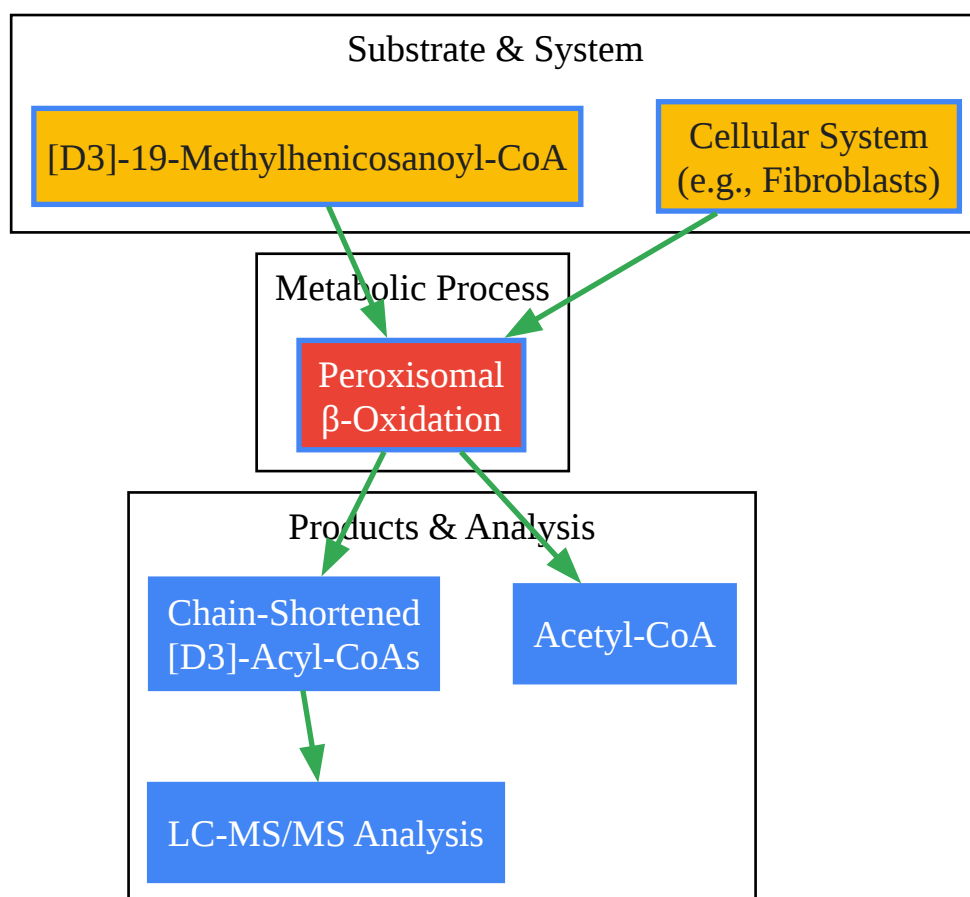 Substrate & System
[D3]-19-Methylhenicosanoyl-CoA
Cellular System
(e.g., Fibroblasts)
Metabolic Process
Peroxisomal
β-Oxidation
Products & Analysis
Chain-Shortened
[D3]-Acyl-CoAs
Acetyl-CoA
LC-MS/MS Analysis